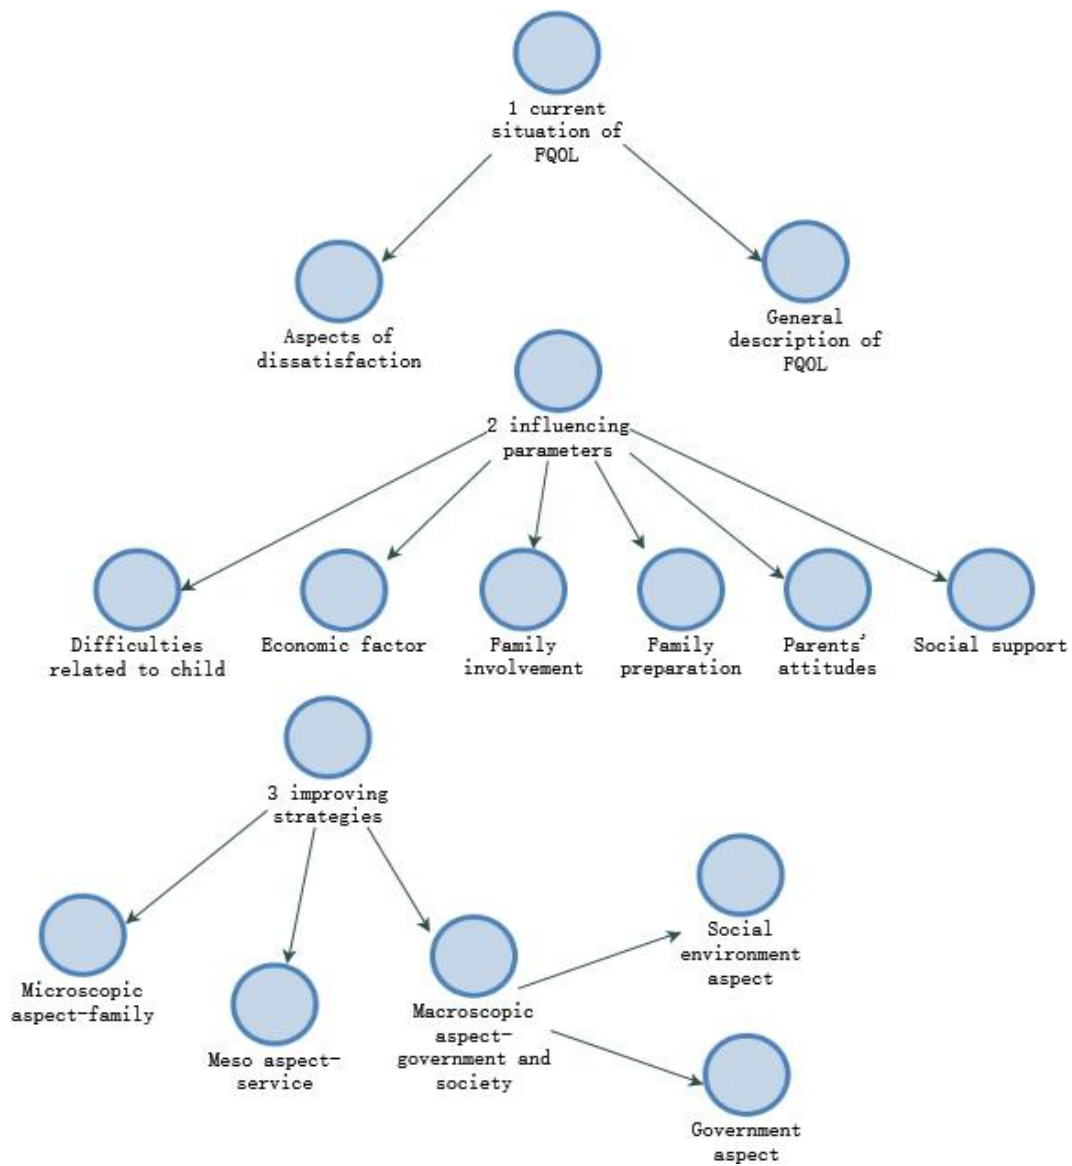 1 current
situation of
FQOL
Aspects of
dissatisfaction
General
description of
FQOL
2 influencing
parameters
Difficulties
related to child
Economic factor
Family
involvement
Family
preparation
Parents'
attitudes
Social support
3 improving
strategies
Microscopic
aspect-family
Meso aspect-
service
Macroscopic
aspect-
government and
society
Social
environment
aspect
Government
aspect